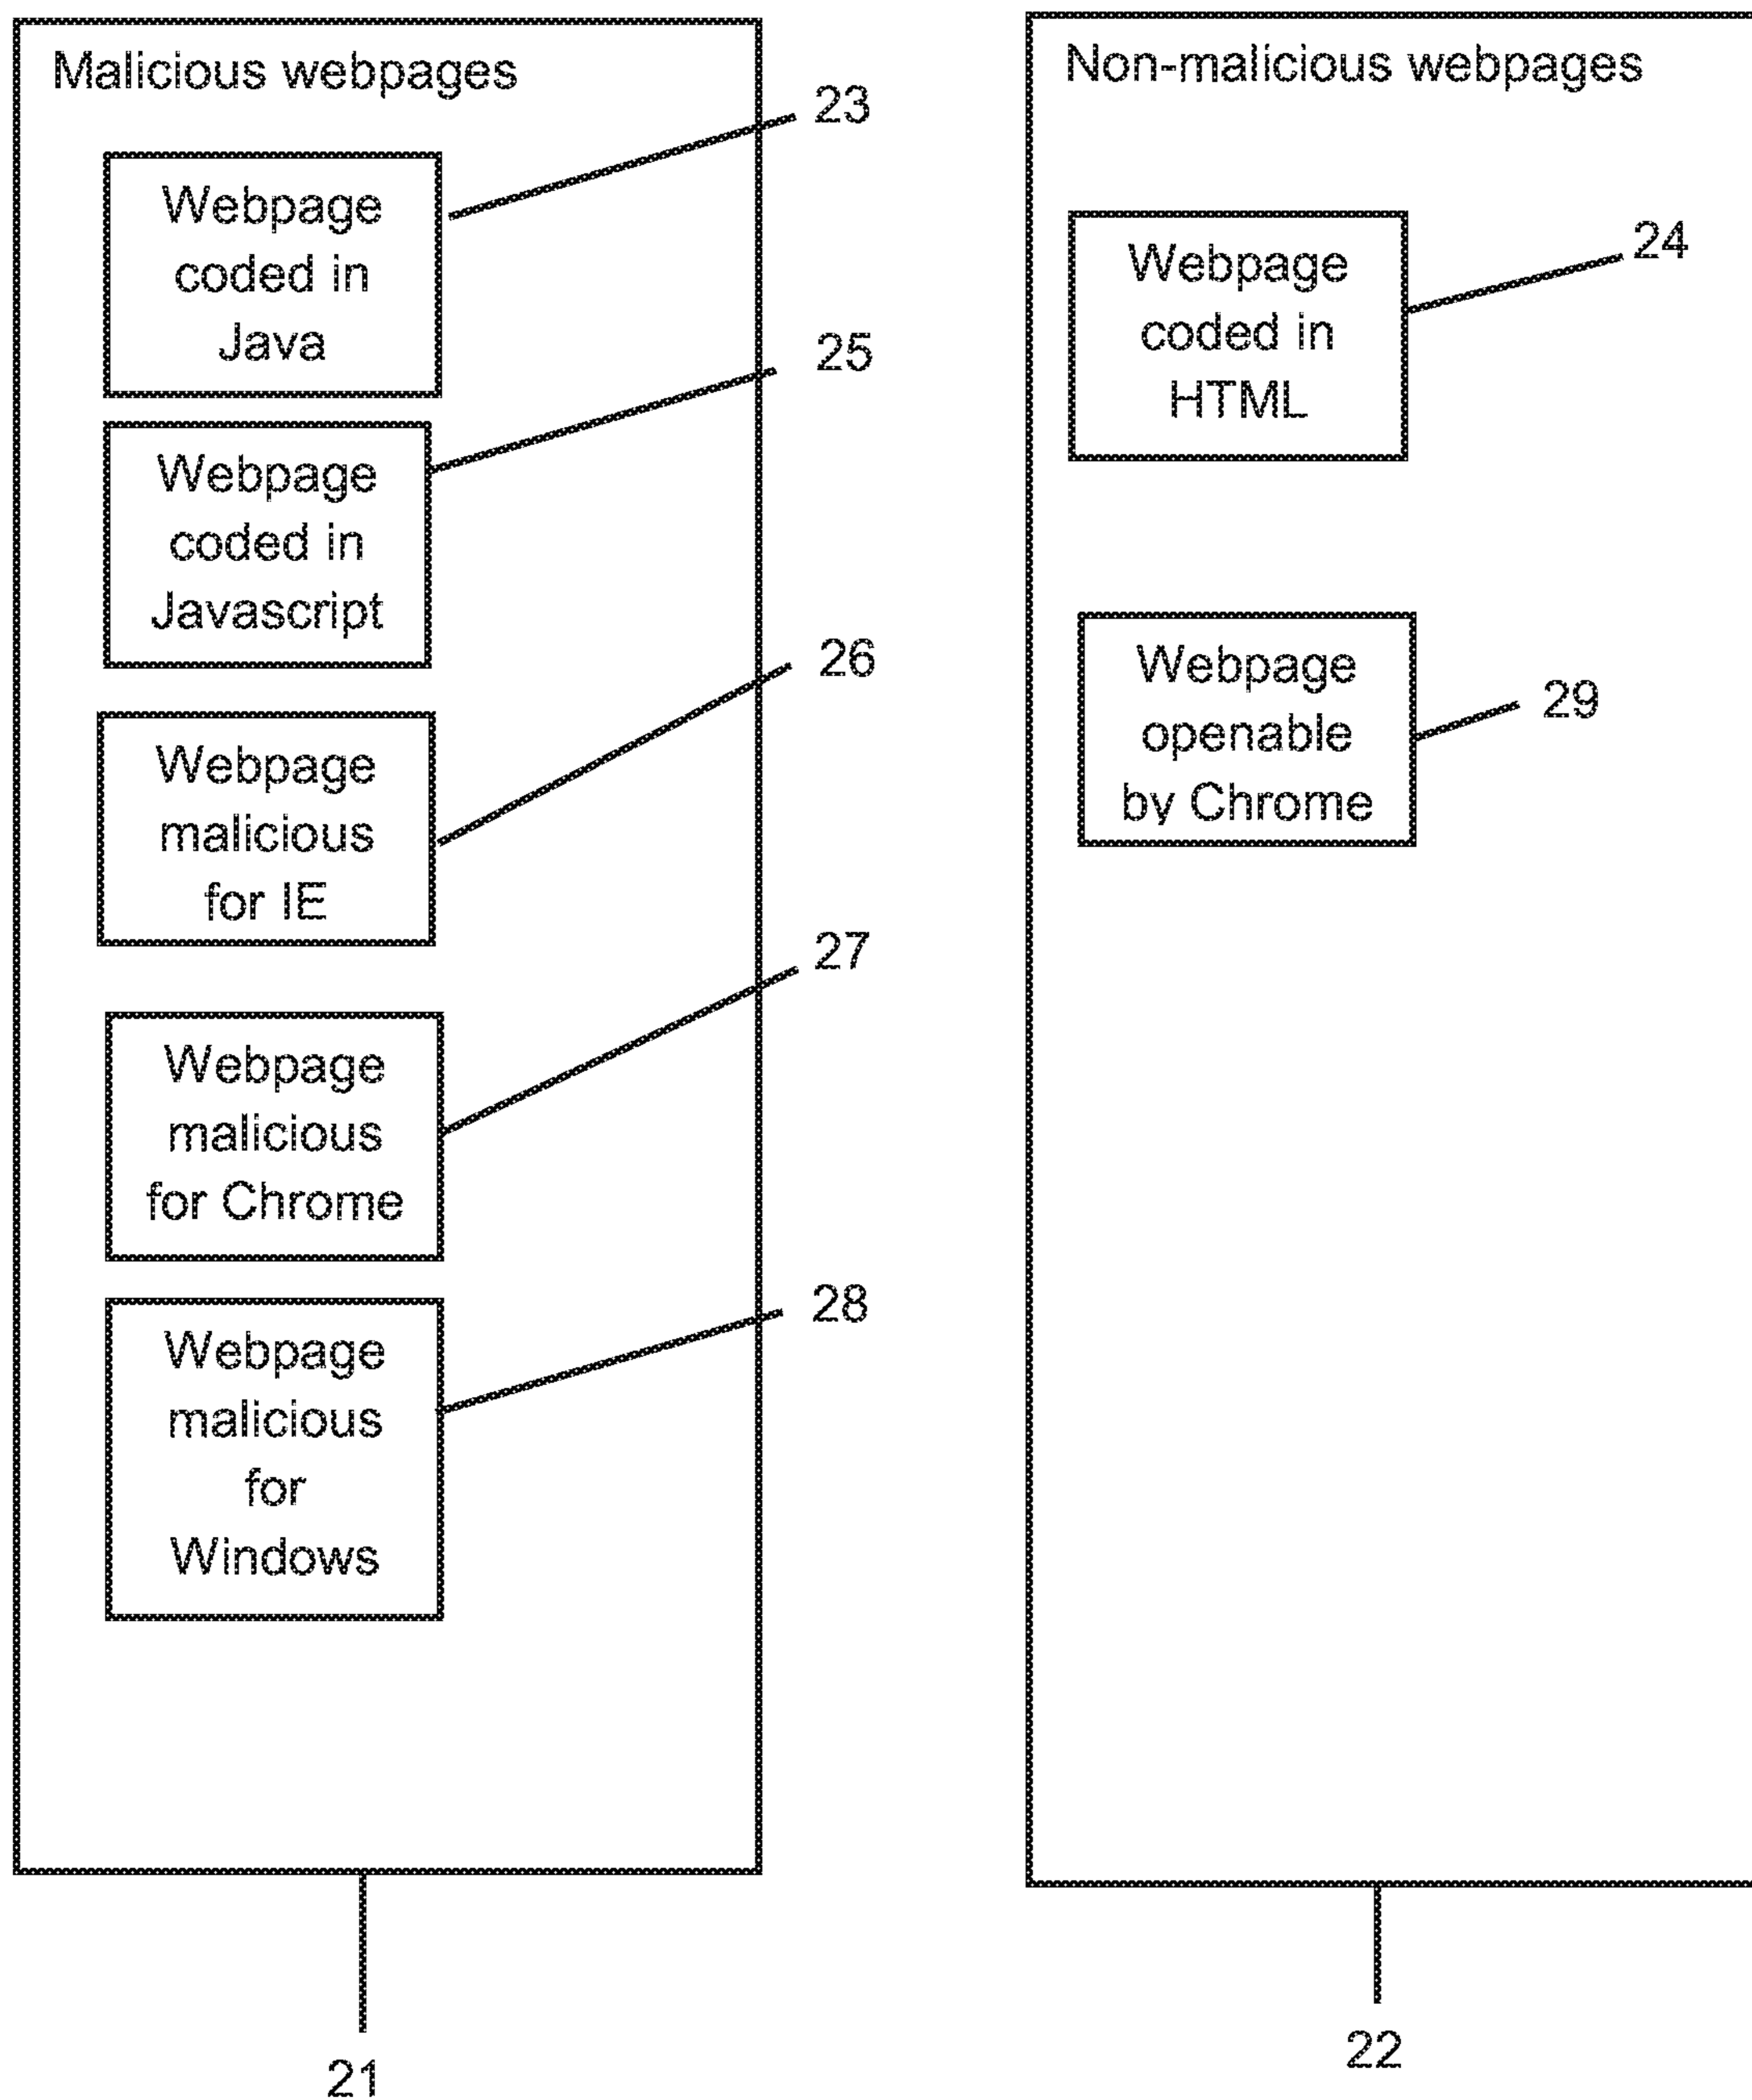 Malicious webpages
23
Webpage
coded in
Java
25
Webpage
coded in
Javascript
26
Webpage
malicious
for IE
27
Webpage
malicious
for Chrome
28
Webpage
malicious
for
Windows
21
Non-malicious webpages
24
Webpage
coded in
HTML
29
Webpage
openable
by Chrome
22